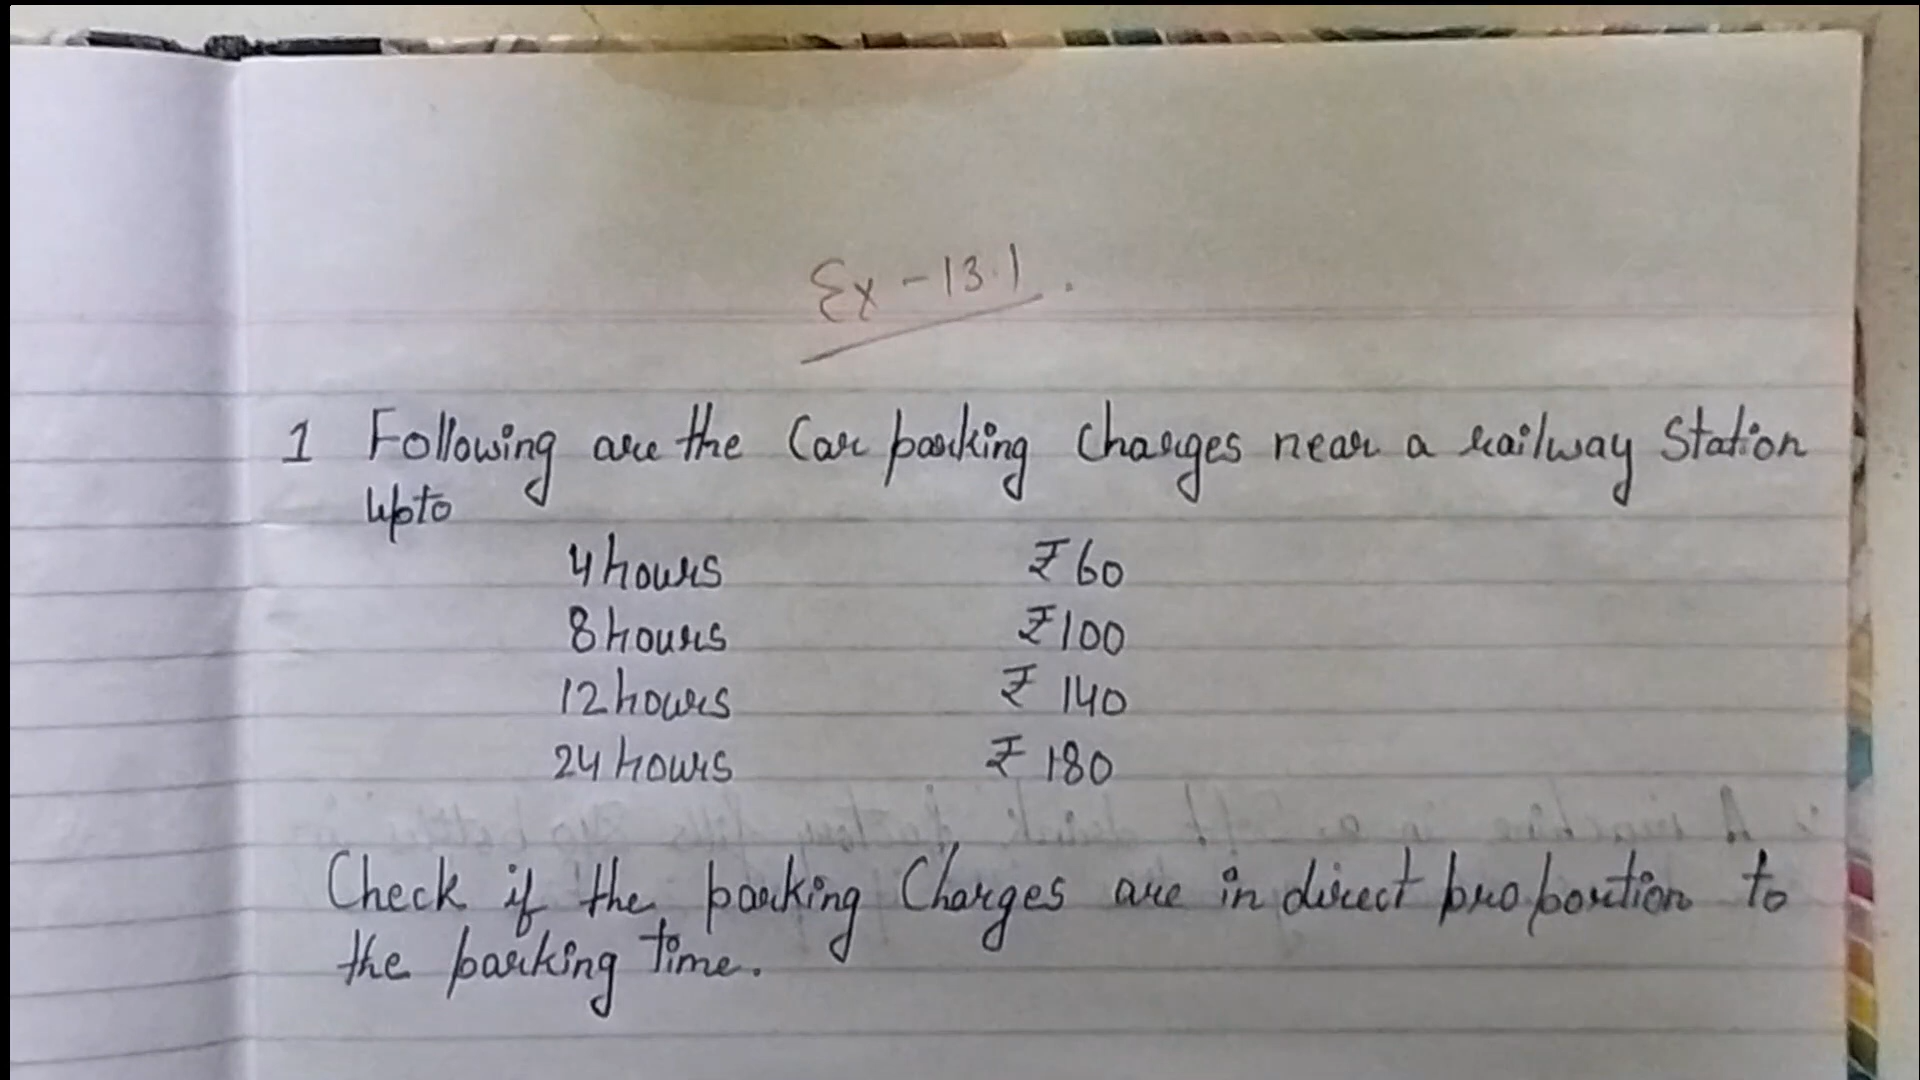 Ex - 13.1.
1 Following are the Car parking Charges near a railway Station
upto
4 hours ₹ 60
8 hours ₹ 100
12 hours ₹ 140
24 hours ₹ 180
Check if the parking Charges are in direct proportion to
the parking time.